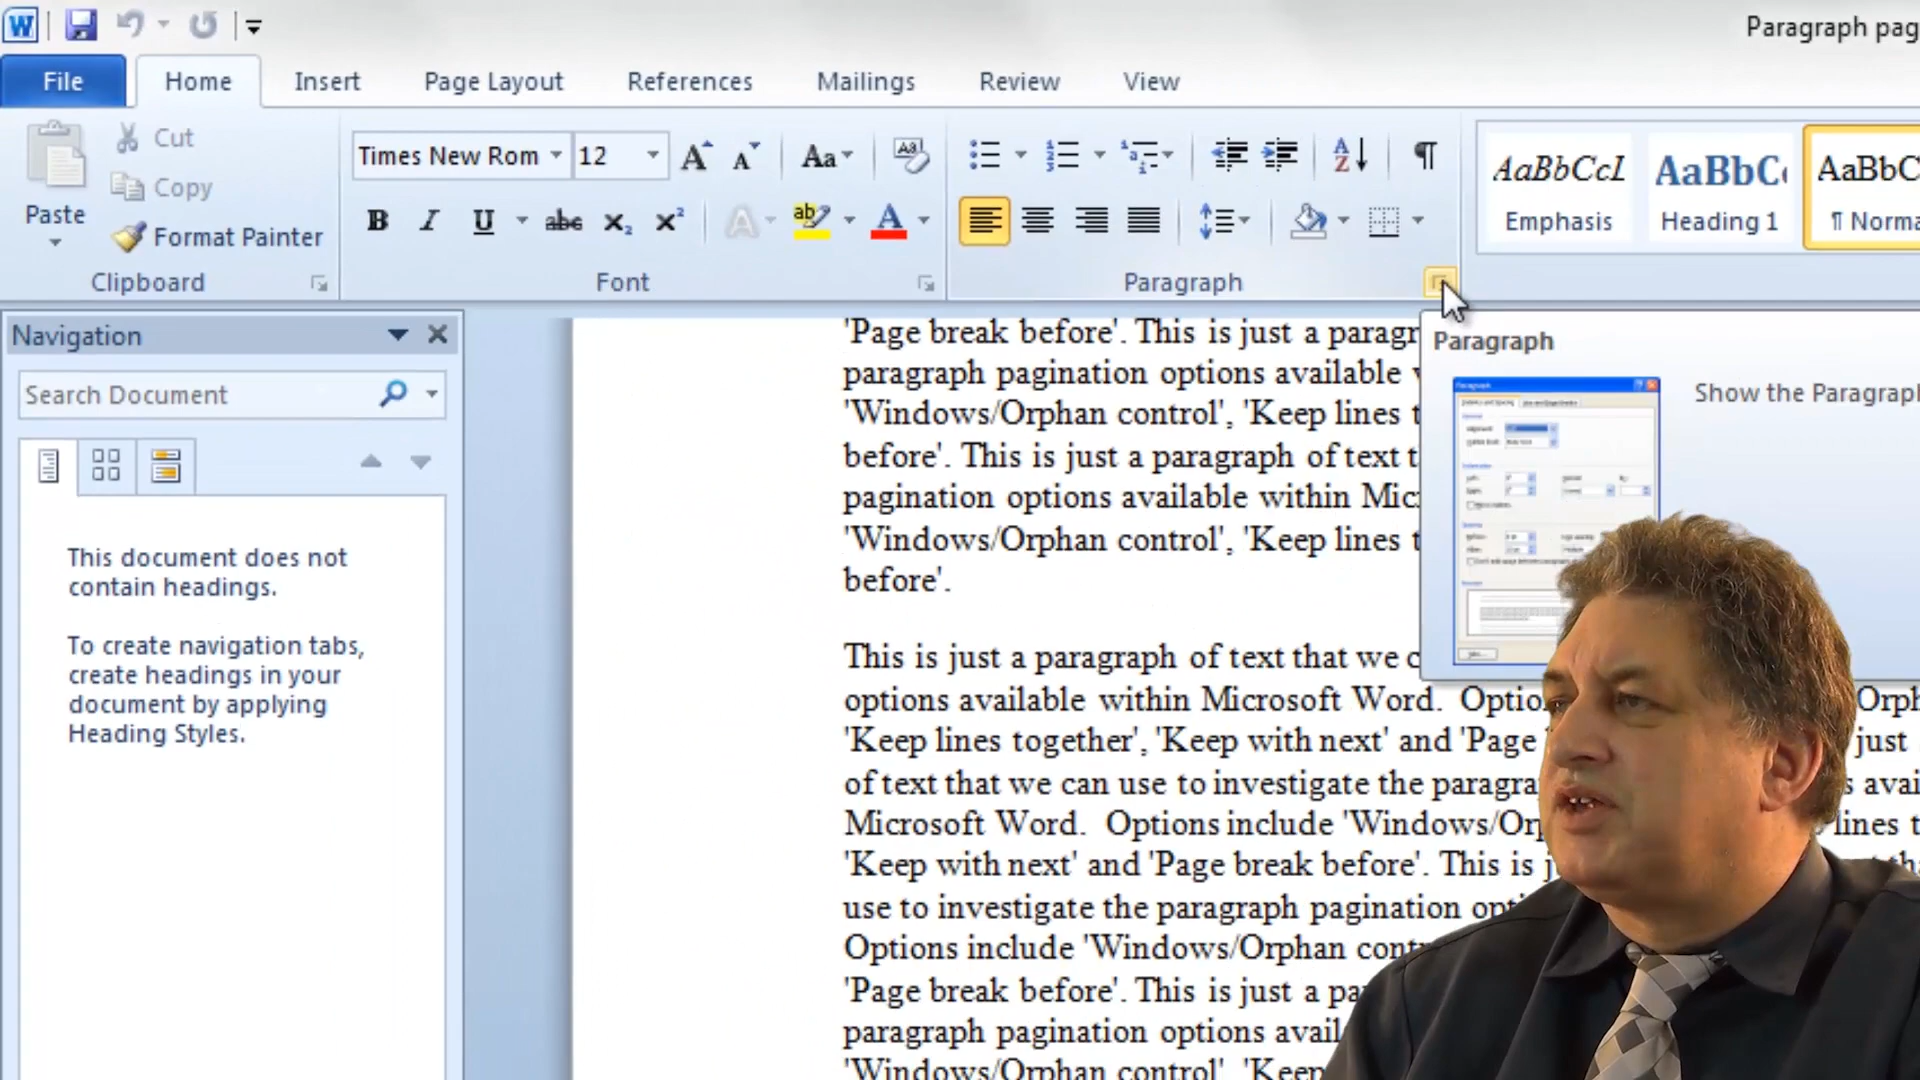 Paragraph pag
File Home Insert Page Layout References Mailings Review View
Paste
Cut
Copy
Format Painter
Clipboard
Times New Rom 12
Font
Paragraph
AaBbCcL AaBbC AaBbC
Emphasis Heading 1 ¶ Norma
Navigation
Search Document
This document does not
contain headings.
To create navigation tabs,
create headings in your
document by applying
Heading Styles.
Paragraph
Show the Paragraph
'Page break before'. This is just a paragr
paragraph pagination options available
'Windows/Orphan control', 'Keep lines t
before'. This is just a paragraph of text t
pagination options available within Mic
'Windows/Orphan control', 'Keep lines t
before'.
This is just a paragraph of text that we c
options available within Microsoft Word. Optio Orph
'Keep lines together', 'Keep with next' and 'Page just
of text that we can use to investigate the paragra avai
Microsoft Word. Options include 'Windows/Orp lines t
'Keep with next' and 'Page break before'. This is j
use to investigate the paragraph pagination opti
Options include 'Windows/Orphan contr
'Page break before'. This is just a pa
paragraph pagination options avail
'Windows/Orphan control', 'Keep